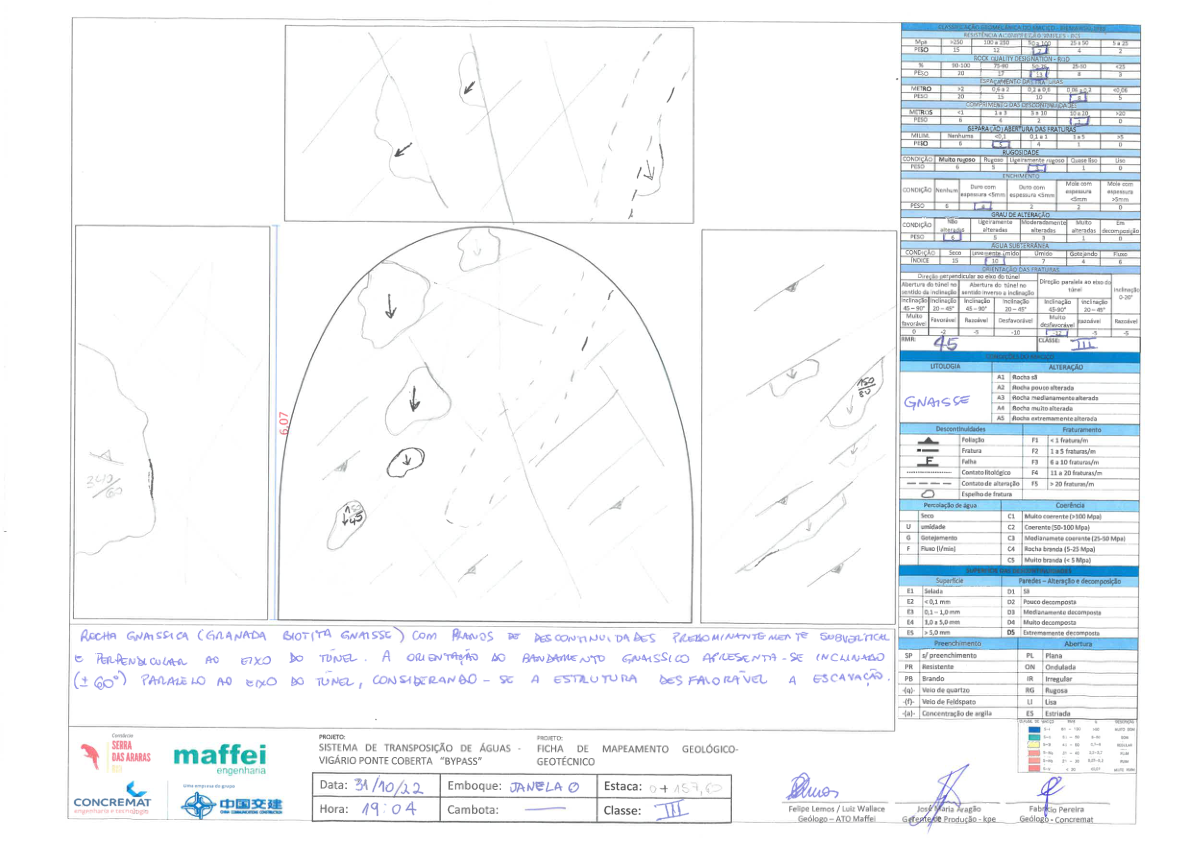 CLASSIFICAÇÃO GEOMECÂNICA
RESISTÊNCIA A COMPRESSÃO SIMPLES - RCS
Mpa >250 100 a 250 50 a 100 25 a 50 5 a 25
PESO 15 12 7 4 2
ROCK QUALITY DESIGNATION - RQD
% 90-100 75-90 50-75 25-50 <25
PESO 20 17 13 8 3
ESPAÇAMENTO DAS FRATURAS
METRO >2 0,6 a 2 0,2 a 0,6 0,06 a 0,2 <0,06
PESO 20 15 10 8 5
COMPRIMENTO DAS DESCONTINUIDADES
METROS <1 1 a 3 3 a 10 10 a 20 >20
PESO 6 4 2 1 0
SEPARAÇÃO/ ABERTURA DAS FRATURAS
MILIM. Nenhuma <0,1 0,1 a 1 1 a 5 >5
PESO 6 5 4 1 0
RUGOSIDADE
CONDIÇÃO Muito rugoso Rugoso Ligeiramente rugoso Quase liso Liso
PESO 6 5 3 1 0
ENCHIMENTO
CONDIÇÃO Nenhum Duro com espessura <5mm Duro com espessura <5mm Mole com espessura <5mm Mole com espessura >5mm
PESO 6 4 2 2 0
GRAU DE ALTERAÇÃO
CONDIÇÃO Não alteradas Ligeiramente alteradas Moderadamente alteradas Muito alteradas Em decomposição
PESO 6 5 3 1 0
ÁGUA SUBTERRÂNEA
CONDIÇÃO Seco Levemente úmido Úmido Gotejando Fluxo
ÍNDICE 15 10 7 4 0
ORIENTAÇÃO DAS FRATURAS
Direção perpendicular ao eixo do túnel Direção paralela ao eixo do túnel Inclinação 0-20°
Abertura do túnel no sentido da inclinação Abertura do túnel no sentido inverso a inclinação
Inclinação 45 – 90° Inclinação 20 – 45° Inclinação 45 – 90° Inclinação 20 – 45° Inclinação 45-90° Inclinação 20 – 45°
Muito favorável Favorável Razoável Desfavorável Muito desfavorável Razoável Razoável
0 -2 -5 -10 -12 -5 -5
RMR: 45 CLASSE: III
LITOLOGIA ALTERAÇÃO
GNAISSE
A1 Rocha sã
A2 Rocha pouco alterada
A3 Rocha medianamente alterada
A4 Rocha muito alterada
A5 Rocha extremamente alterada
Descontinuidades Fraturamento
Foliação F1 < 1 fratura/m
Fratura F2 1 a 5 fraturas/m
F Falha F3 6 a 10 fraturas/m
Contato litológico F4 11 a 20 fraturas/m
Contato de alteração F5 > 20 fraturas/m
Espelho de fratura
Percolação de água Coerência
Seco C1 Muito coerente (>100 Mpa)
U umidade C2 Coerente (50-100 Mpa)
G Gotejamento C3 Medianamete coerente (25-50 Mpa)
F Fluxo (l/min) C4 Rocha branda (5-25 Mpa)
C5 Muito branda (< 5 Mpa)
Superfície Paredes – Alteração e decomposição
E1 Selada D1 Sã
E2 < 0,1 mm D2 Pouco decomposta
E3 0,1 – 1,0 mm D3 Medianamente decomposta
E4 1,0 a 5,0 mm D4 Muito decomposta
E5 > 5,0 mm D5 Extremamente decomposta
Preenchimento Abertura
SP s/ preenchimento PL Plana
PR Resistente ON Ondulada
PB Brando IR Irregular
-(q)- Veio de quartzo RG Rugosa
-(f)- Veio de Feldspato LI Lisa
-(a)- Concentração de argila ES Estriada
6,07
340/60
150/45
150/80
ROCHA GNAISSICA (GRANADA BIOTITA GNAISSE) COM PLANOS DE DESCONTINUIDADES PREDOMINANTEMENTE SUBVERTICAL
E PERPENDICULAR AO EIXO DO TÚNEL. A ORIENTAÇÃO DO BANDAMENTO GNAISSICO APRESENTA-SE INCLINADO
(± 60°) PARALELO AO EIXO DO TÚNEL, CONSIDERANDO-SE A ESTRUTURA DESFAVORÁVEL A ESCAVAÇÃO.
Consórcio
SERRA
DAS ARARAS
maffei
engenharia
Uma empresa do grupo
CONCREMAT
engenharia e tecnologia
中国交建
CHINA COMMUNICATIONS CONSTRUCTION
PROJETO:
SISTEMA DE TRANSPOSIÇÃO DE ÁGUAS -
VIGÁRIO PONTE COBERTA "BYPASS"
PROJETO:
FICHA DE MAPEAMENTO GEOLÓGICO-
GEOTÉCNICO
Data: 31/10/22 Emboque: JANELA 0 Estaca: 0+157,60
Hora: 19:04 Cambota: Classe: III
Felipe Lemos / Luiz Wallace
Geólogo – ATO Maffei
José Maria Aragão
Gerente de Produção - kpe
Fabrício Pereira
Geólogo - Concremat